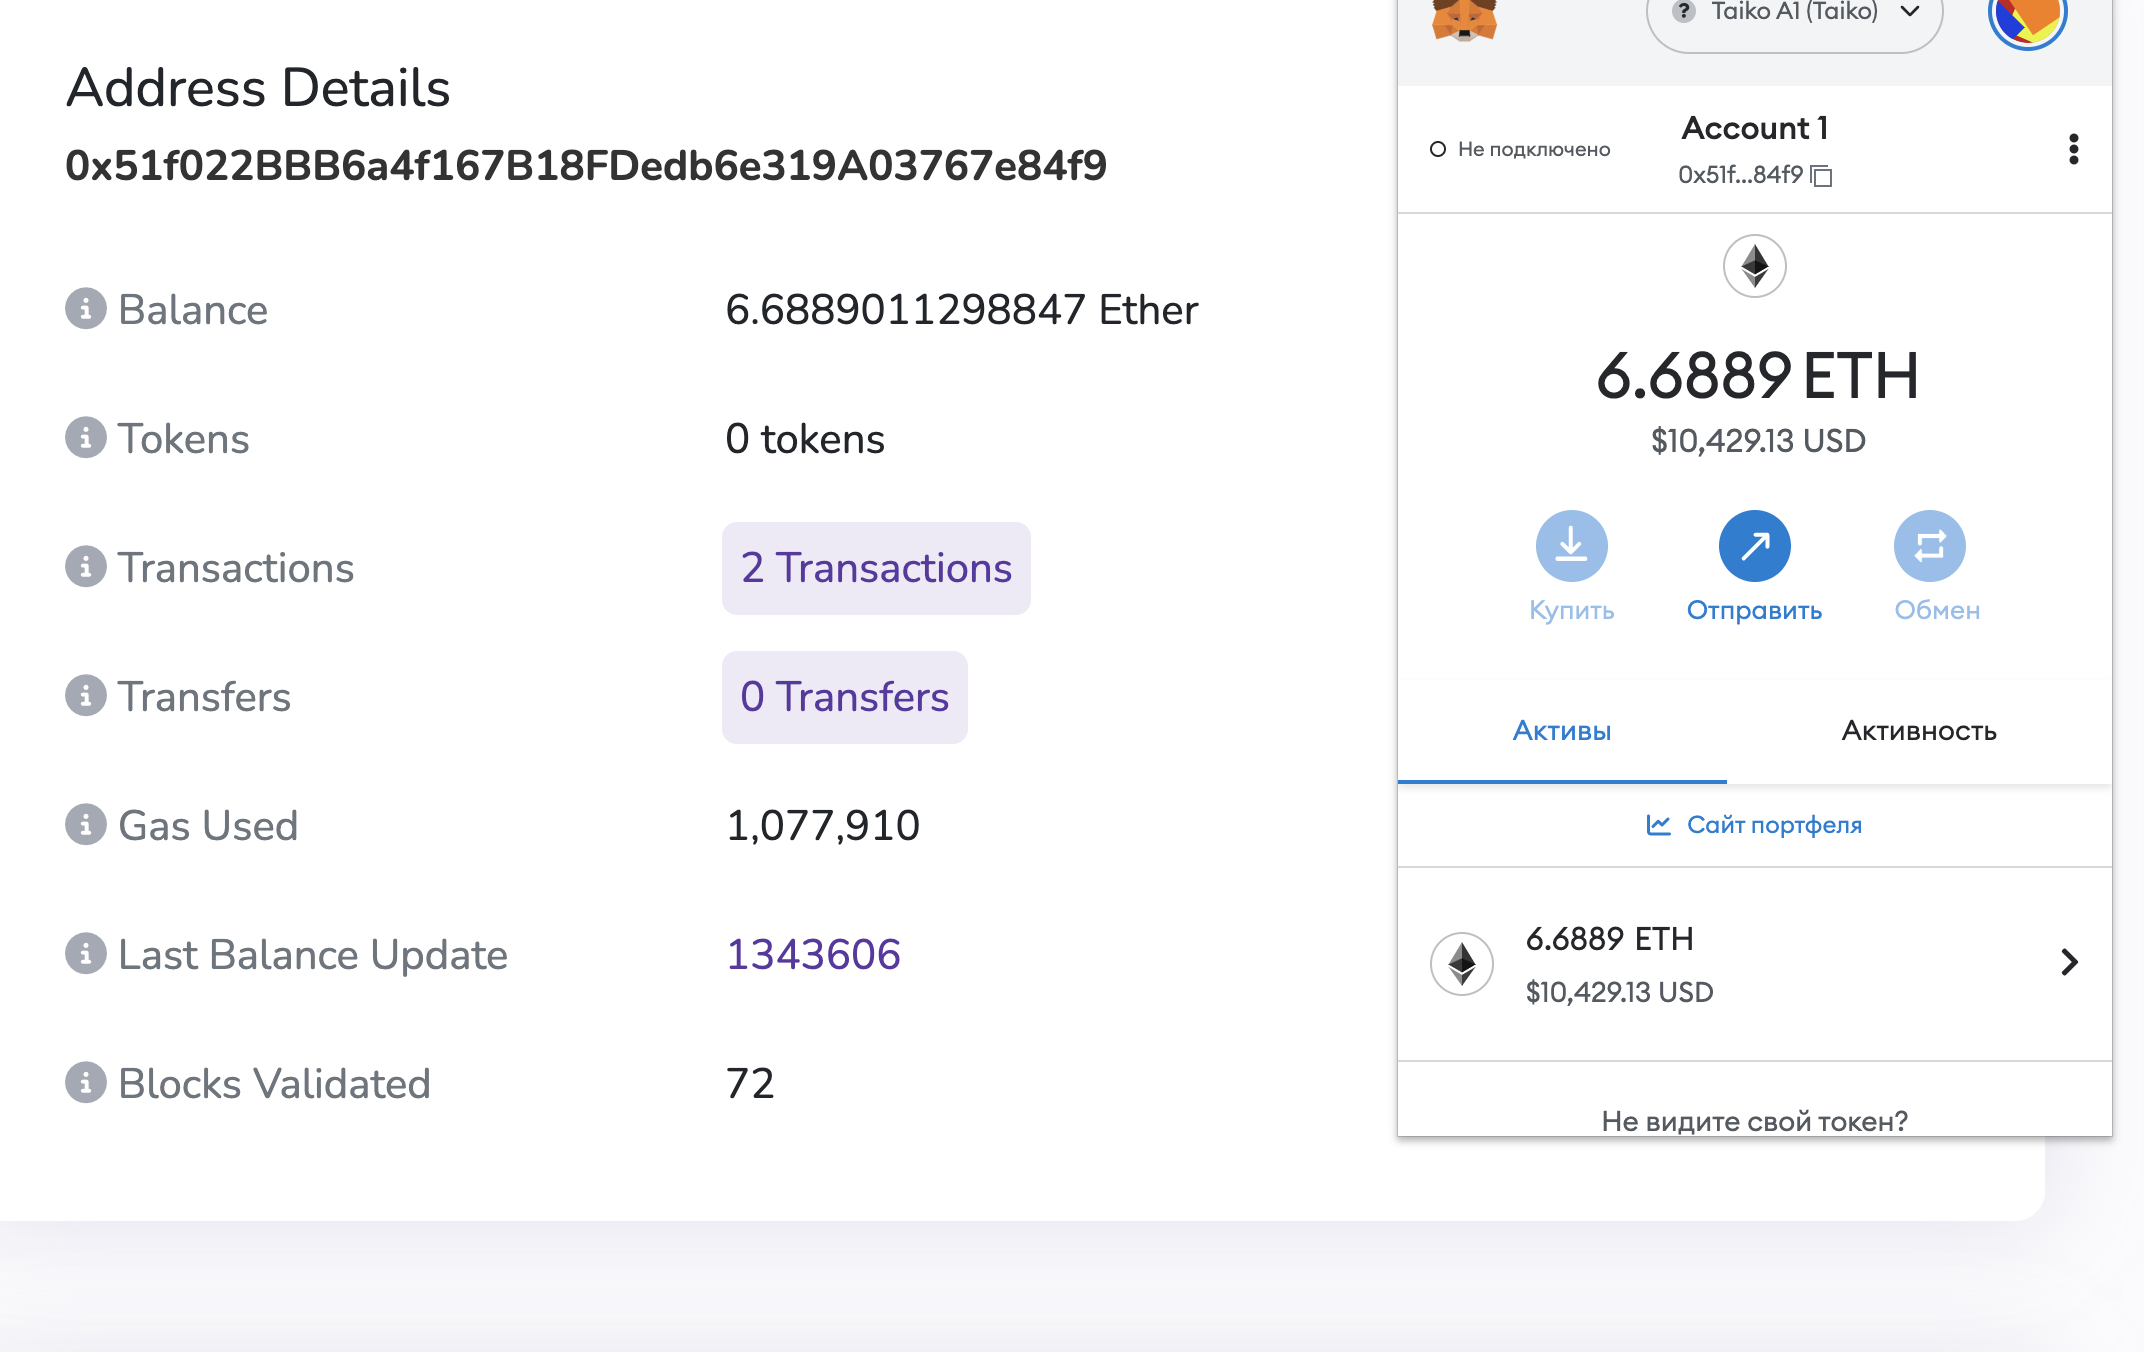 Address Details
0x51f022BBB6a4f167B18FDedb6e319A03767e84f9
Balance
6.6889011298847 Ether
Tokens
0 tokens
Transactions
2 Transactions
Transfers
0 Transfers
Gas Used
1,077,910
Last Balance Update
1343606
Blocks Validated
72
? Taiko A1 (Taiko)
Не подключено
Account 1
0x51f...84f9
6.6889 ETH
$10,429.13 USD
Купить
Отправить
Обмен
Активы
Активность
Сайт портфеля
6.6889 ETH
$10,429.13 USD
Не видите свой токен?